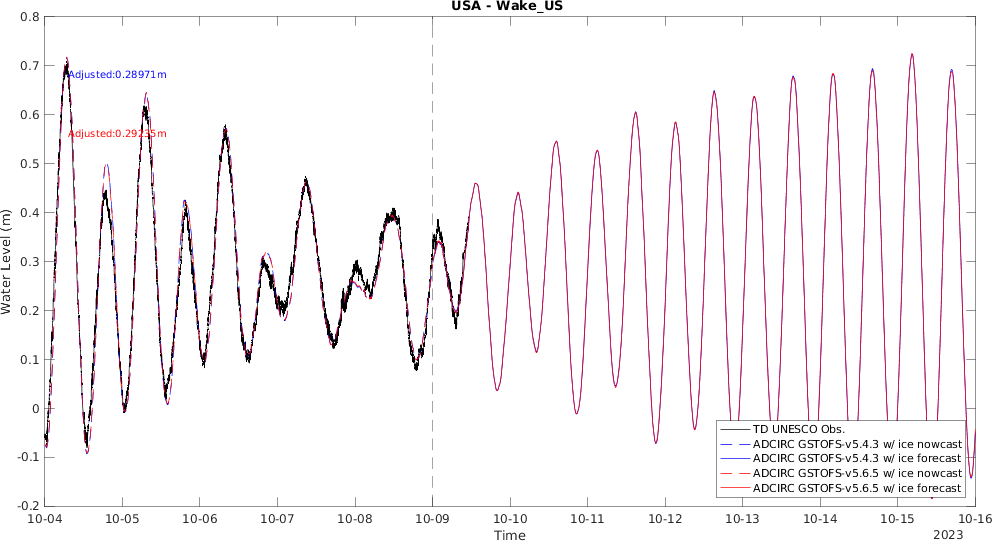 USA - Wake_US
0.8
0.7
0.6
0.5
0.4
0.3
0.2
0.1
0
-0.1
-0.2
Water Level (m)
Adjusted:0.28971m
Adjusted:0.29235m
TD UNESCO Obs.
ADCIRC GSTOFS-v5.4.3 w/ ice nowcast
ADCIRC GSTOFS-v5.4.3 w/ ice forecast
ADCIRC GSTOFS-v5.6.5 w/ ice nowcast
ADCIRC GSTOFS-v5.6.5 w/ ice forecast
10-04 10-05 10-06 10-07 10-08 10-09 10-10 10-11 10-12 10-13 10-14 10-15 10-16
Time
2023